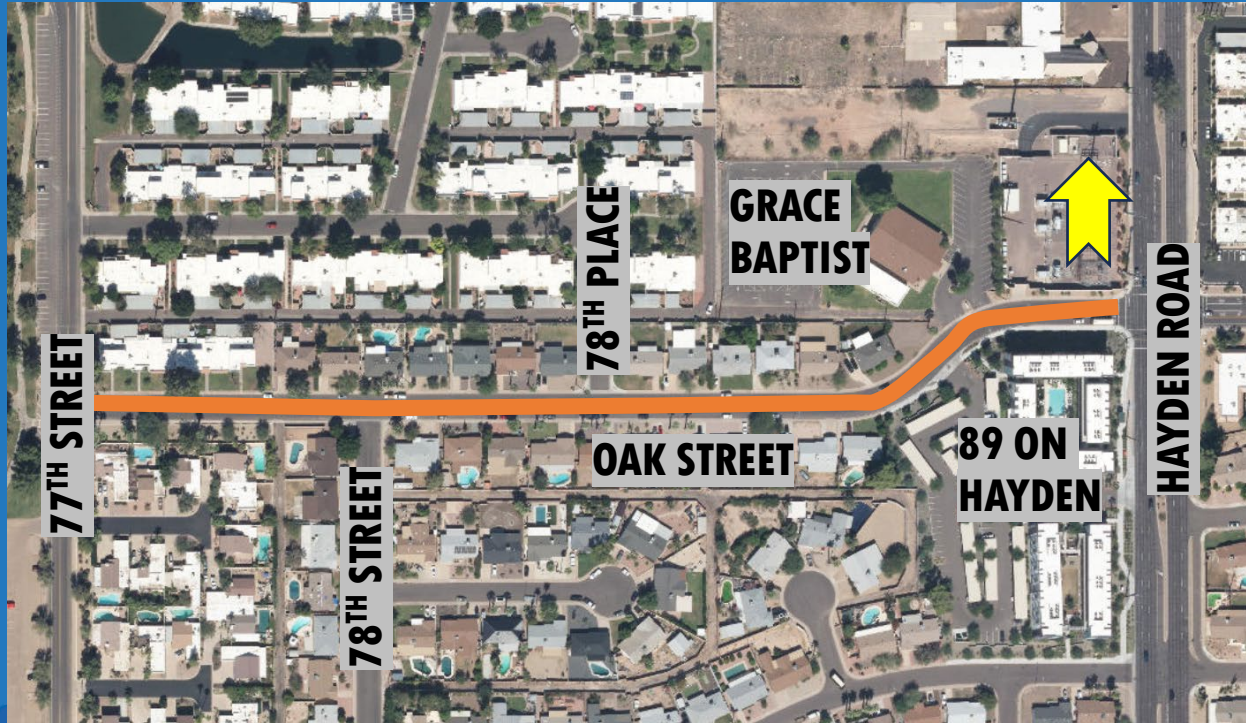 GRACE
BAPTIST
78TH PLACE
HAYDEN ROAD
77TH STREET
OAK STREET
89 ON
HAYDEN
78TH STREET